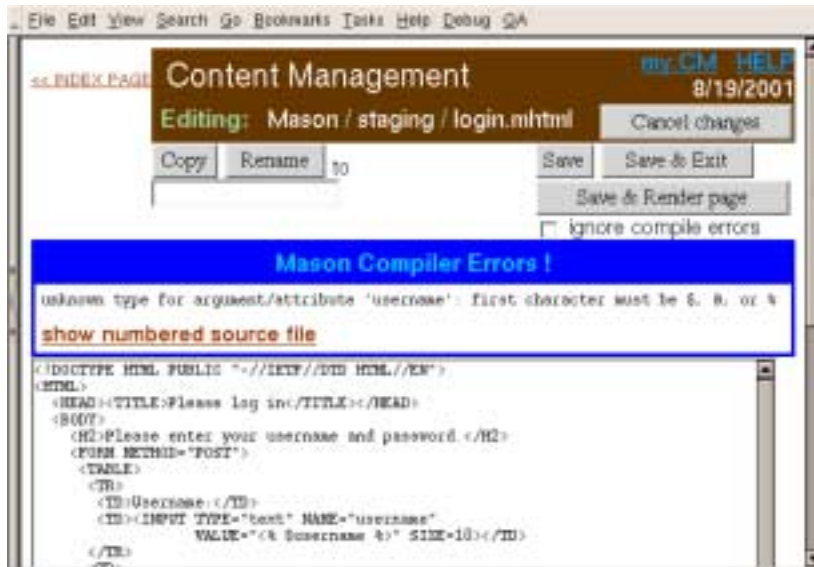 File Edit View Search Go Bookmarks Tasks Help Debug QA
<< INDEX PAGE
Content Management
my CM HELP
8/19/2001
Editing: Mason / staging / login.mhtml
Cancel changes
Copy Rename to
Save Save & Exit
Save & Render page
ignore compile errors
Mason Compiler Errors !
unknown type for argument/attribute 'username': first character must be $, @, or %
show numbered source file
<!DOCTYPE HTML PUBLIC "-//IETF//DTD HTML//EN">
<HTML>
<HEAD><TITLE>Please log in</TITLE></HEAD>
<BODY>
<H2>Please enter your username and password.</H2>
<FORM METHOD="POST">
<TABLE>
<TR>
<TD>Username:</TD>
<TD><INPUT TYPE="text" NAME="username"
VALUE="<% $username %>" SIZE=10></TD>
</TR>
<TR>